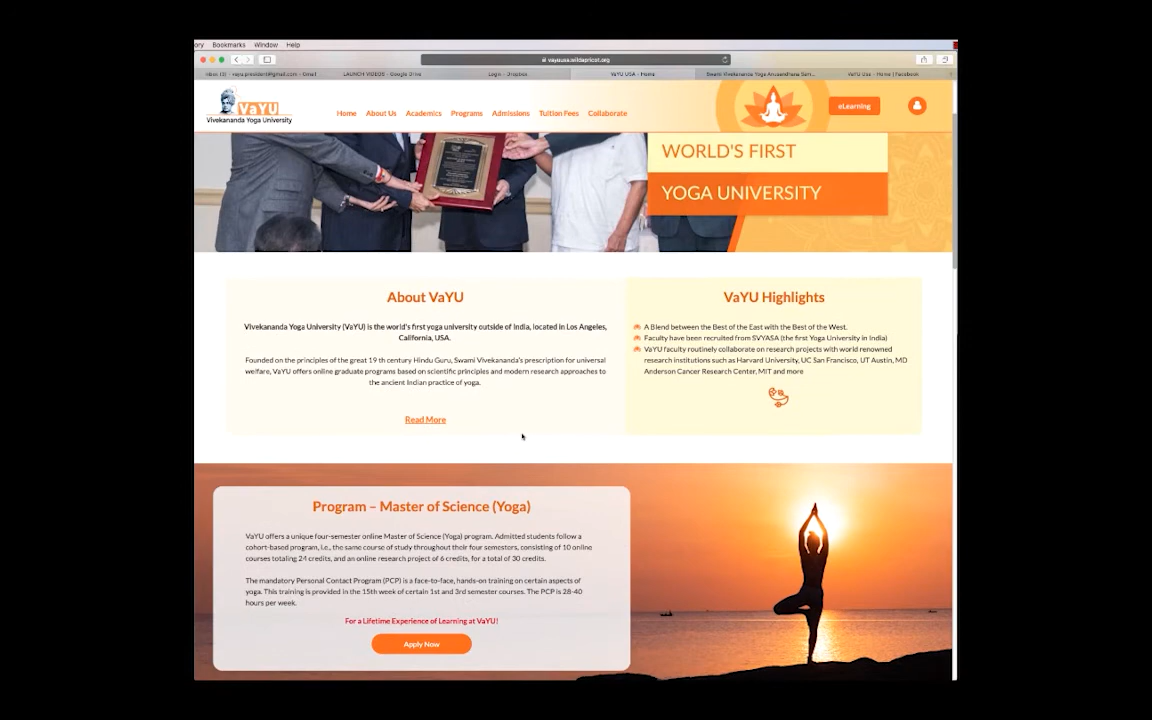 ory Bookmarks Window Help
vayuusa.wildapricot.org
LAUNCH VIDEOS - Google Drive
Login - Dropbox
VaYU USA - Home
Swami Vivekananda Yoga Anusandhana Sam...
VaYU Usa - Home | Facebook
VaYU
Vivekananda Yoga University
Home About Us Academics Programs Admissions Tuition Fees Collaborate
eLearning
WORLD'S FIRST
YOGA UNIVERSITY
About VaYU
Vivekananda Yoga University (VaYU) is the world's first yoga university outside of India, located in Los Angeles,
California, USA.
Founded on the principles of the great 19 th century Hindu Guru, Swami Vivekananda's prescription for universal
welfare, VaYU offers online graduate programs based on scientific principles and modern research approaches to
the ancient Indian practice of yoga.
Read More
VaYU Highlights
A Blend between the Best of the East with the Best of the West.
Faculty have been recruited from SVYASA (the first Yoga University in India)
VaYU faculty routinely collaborate on research projects with world renowned
research institutions such as Harvard University, UC San Francisco, UT Austin, MD
Anderson Cancer Research Center, MIT and more
Program – Master of Science (Yoga)
VaYU offers a unique four-semester online Master of Science (Yoga) program. Admitted students follow a
cohort-based program, i.e., the same course of study throughout their four semesters, consisting of 10 online
courses totaling 24 credits, and an online research project of 6 credits, for a total of 30 credits.
The mandatory Personal Contact Program (PCP) is a face-to-face, hands-on training on certain aspects of
yoga. This training is provided in the 15th week of certain 1st and 3rd semester courses. The PCP is 28-40
hours per week.
For a Lifetime Experience of Learning at VaYU!
Apply Now